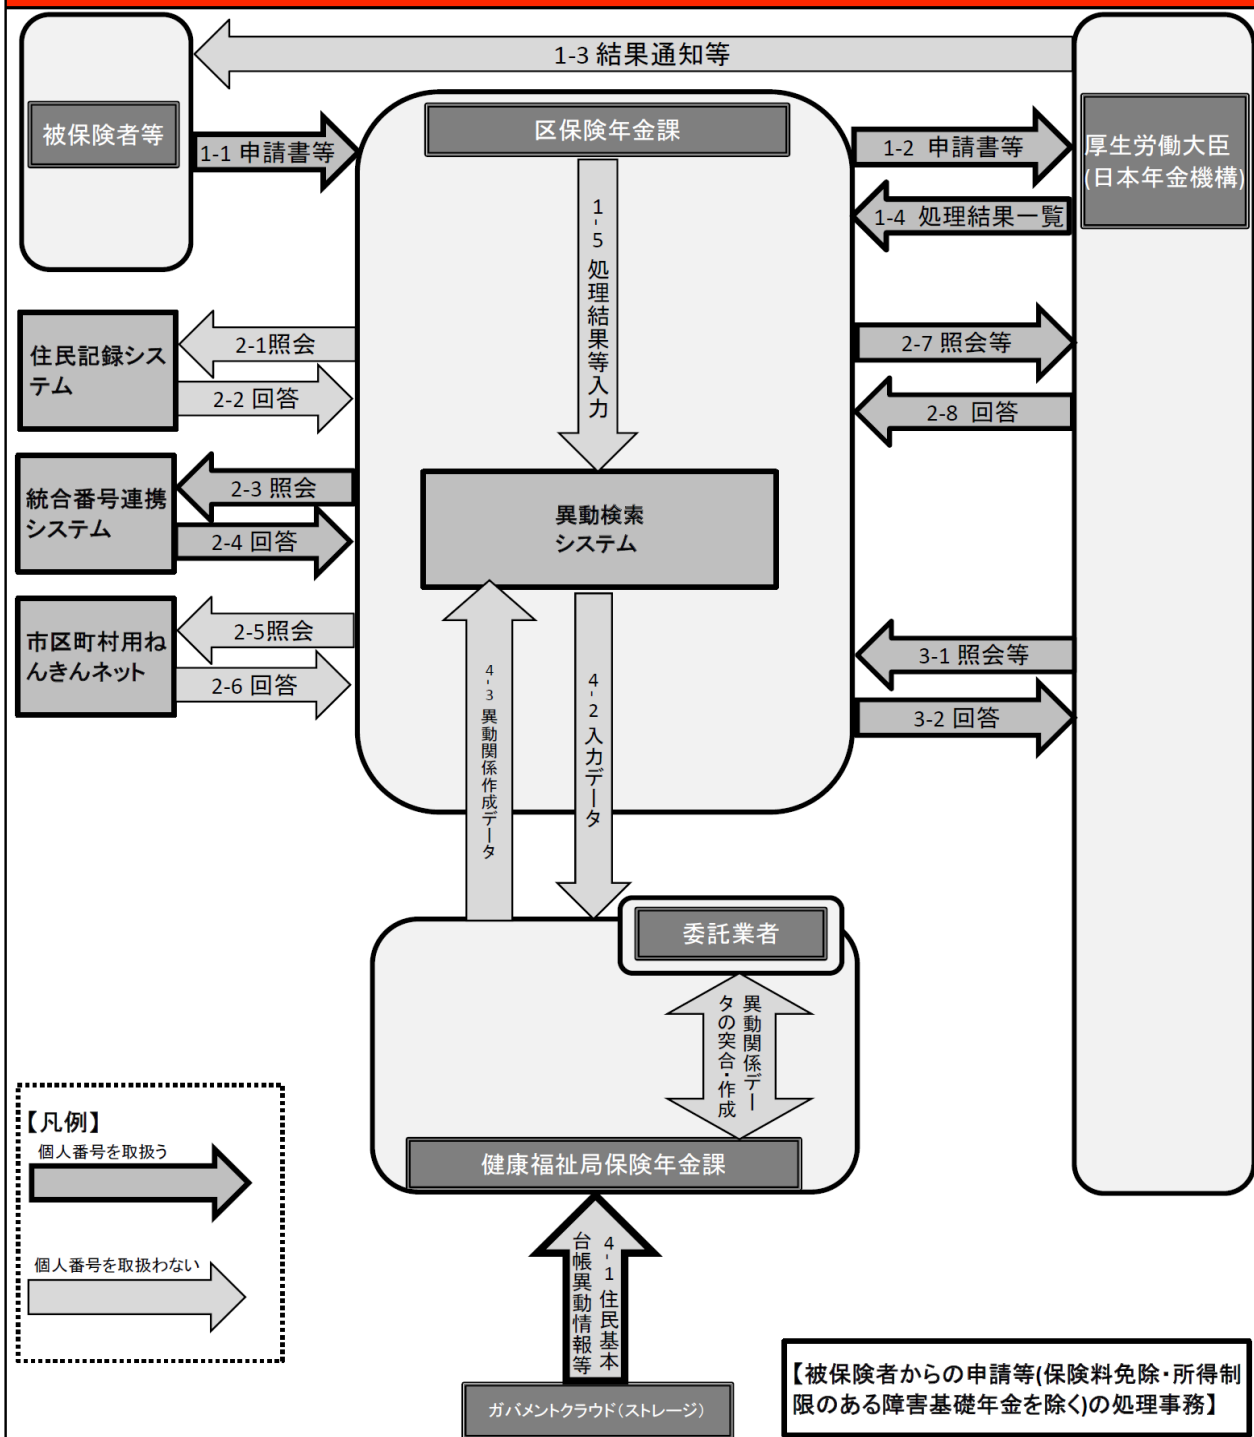 1-3 結果通知等
被保険者等
1-1 申請書等
区保険年金課
1-2 申請書等
厚生労働大臣
(日本年金機構)
1-4 処理結果一覧
1-5 処理結果等入力
住民記録シス
テム
2-1照会
2-2 回答
2-7 照会等
2-8 回答
統合番号連携
システム
2-3 照会
2-4 回答
異動検索
システム
市区町村用ね
んきんネット
2-5照会
2-6 回答
3-1 照会等
3-2 回答
4-3 異動関係作成データ
4-2 入力データ
委託業者
異動関係デー
タの突合・作成
健康福祉局保険年金課
4-1 住民基本
台帳異動情報等
ガバメントクラウド(ストレージ)
【凡例】
個人番号を取扱う
個人番号を取扱わない
【被保険者からの申請等(保険料免除・所得制
限のある障害基礎年金を除く)の処理事務】